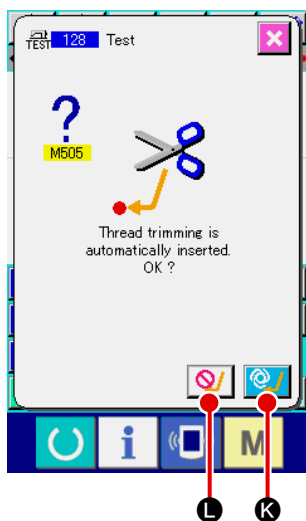 TEST 128 Test
M505
Thread trimming is
automatically inserted.
OK ?
i M
L K